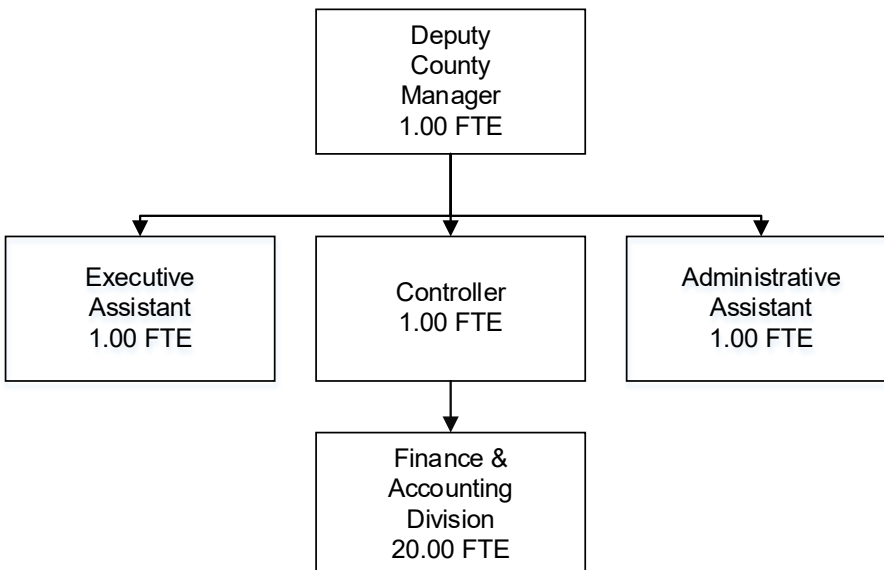 Deputy
County
Manager
1.00 FTE
Executive
Assistant
1.00 FTE
Controller
1.00 FTE
Administrative
Assistant
1.00 FTE
Finance &
Accounting
Division
20.00 FTE